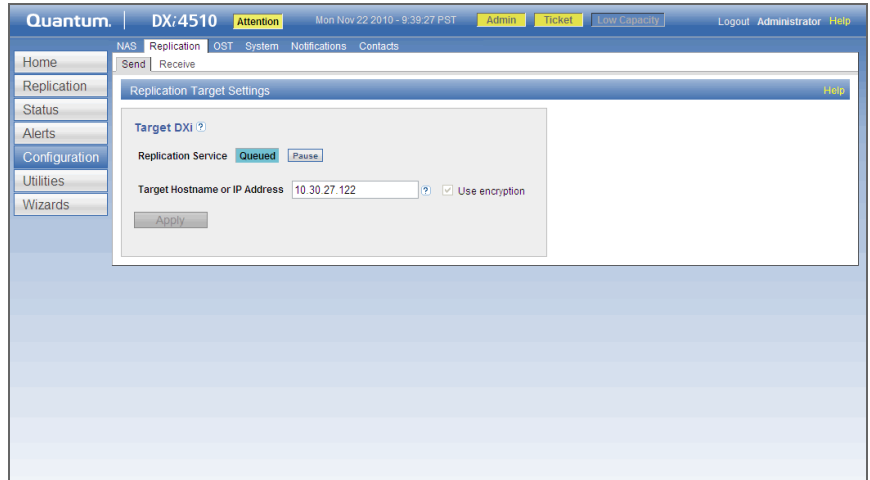 Quantum. DXi4510 Attention Mon Nov 22 2010 - 9:39:27 PST Admin Ticket Low Capacity Logout Administrator Help
NAS Replication OST System Notifications Contacts
Send Receive
Home
Replication
Status
Alerts
Configuration
Utilities
Wizards
Replication Target Settings Help
Target DXi ?
Replication Service Queued Pause
Target Hostname or IP Address 10.30.27.122 ? Use encryption
Apply